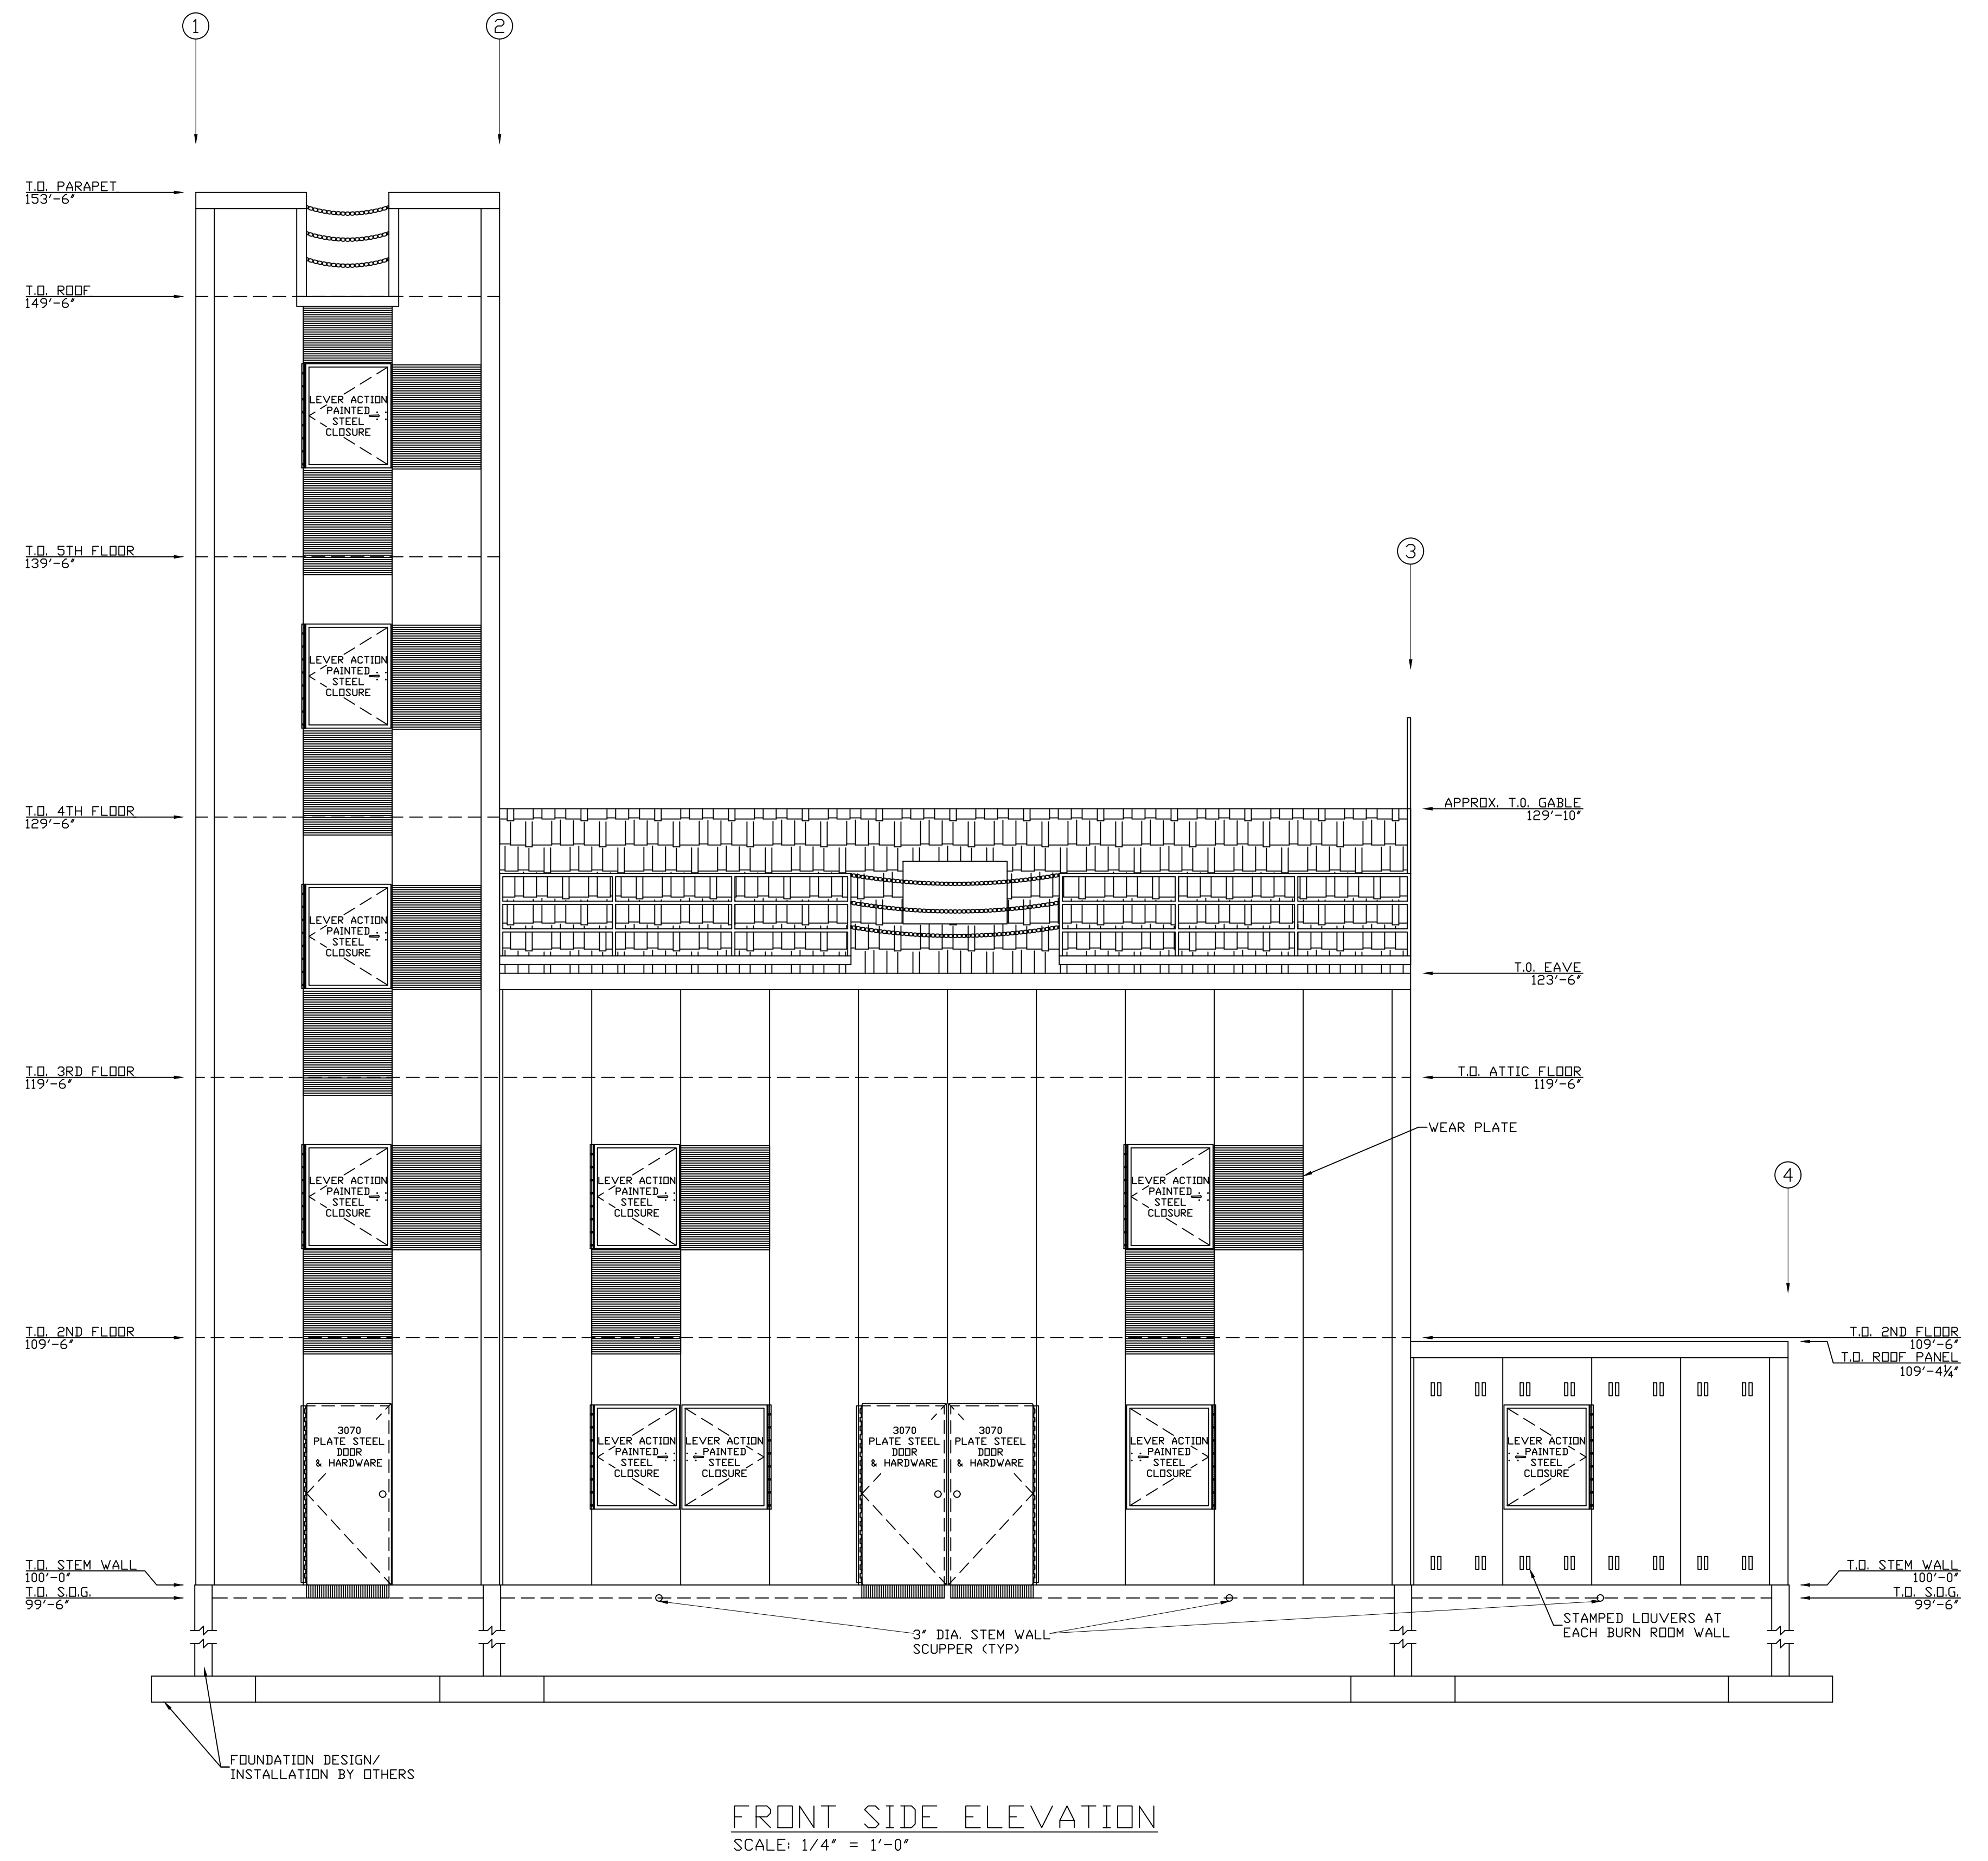 1
2
T.O. PARAPET
153'-6"
T.O. ROOF
149'-6"
LEVER ACTION
PAINTED
STEEL
CLOSURE
T.O. 5TH FLOOR
139'-6"
3
LEVER ACTION
PAINTED
STEEL
CLOSURE
T.O. 4TH FLOOR
129'-6"
APPROX. T.O. GABLE
129'-10"
LEVER ACTION
PAINTED
STEEL
CLOSURE
T.O. EAVE
123'-6"
T.O. 3RD FLOOR
119'-6"
T.O. ATTIC FLOOR
119'-6"
WEAR PLATE
4
LEVER ACTION
PAINTED
STEEL
CLOSURE
LEVER ACTION
PAINTED
STEEL
CLOSURE
LEVER ACTION
PAINTED
STEEL
CLOSURE
T.O. 2ND FLOOR
109'-6"
T.O. 2ND FLOOR
109'-6"
T.O. ROOF PANEL
109'-4¼"
3070
PLATE STEEL
DOOR
& HARDWARE
LEVER ACTION
PAINTED
STEEL
CLOSURE
LEVER ACTION
PAINTED
STEEL
CLOSURE
3070
PLATE STEEL
DOOR
& HARDWARE
3070
PLATE STEEL
DOOR
& HARDWARE
LEVER ACTION
PAINTED
STEEL
CLOSURE
LEVER ACTION
PAINTED
STEEL
CLOSURE
T.O. STEM WALL
100'-0"
T.O. S.O.G.
99'-6"
T.O. STEM WALL
100'-0"
T.O. S.O.G.
99'-6"
3" DIA. STEM WALL
SCUPPER (TYP)
STAMPED LOUVERS AT
EACH BURN ROOM WALL
FOUNDATION DESIGN/
INSTALLATION BY OTHERS
FRONT SIDE ELEVATION
SCALE: 1/4" = 1'-0"